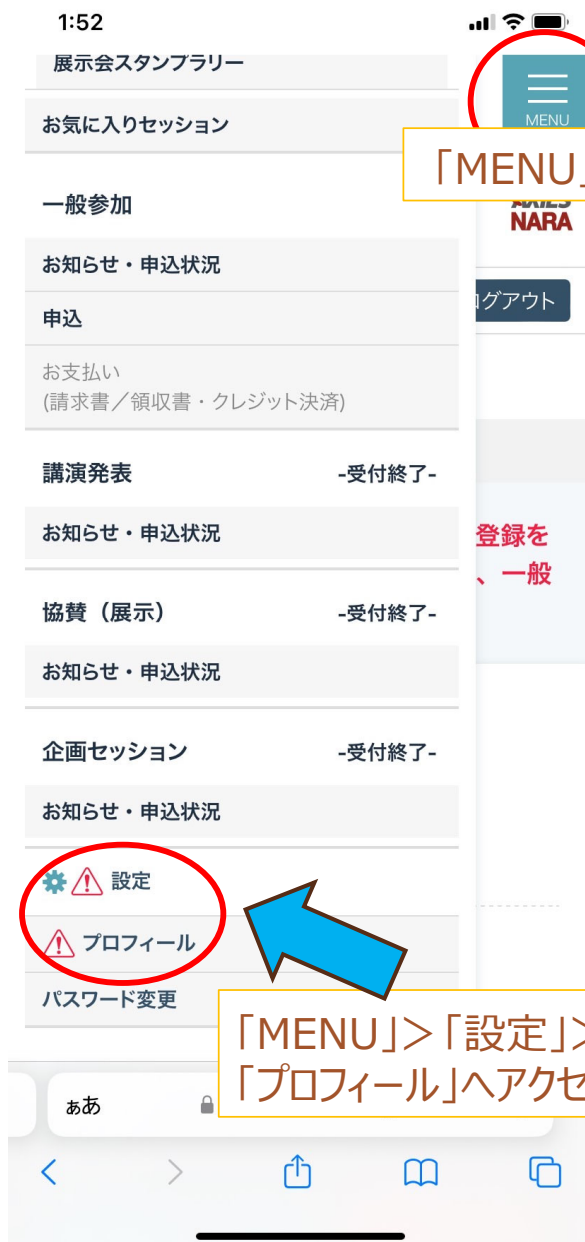 1:52
展示会スタンプラリー
お気に入りセッション
MENU
「MENU」
一般参加
NARA
お知らせ・申込状況
申込
ログアウト
お支払い
(請求書／領収書・クレジット決済)
講演発表 -受付終了-
お知らせ・申込状況
登録を
、一般
協賛（展示） -受付終了-
お知らせ・申込状況
企画セッション -受付終了-
お知らせ・申込状況
設定
プロフィール
パスワード変更
「MENU」＞「設定」＞
「プロフィール」へアクセ
ぁあ